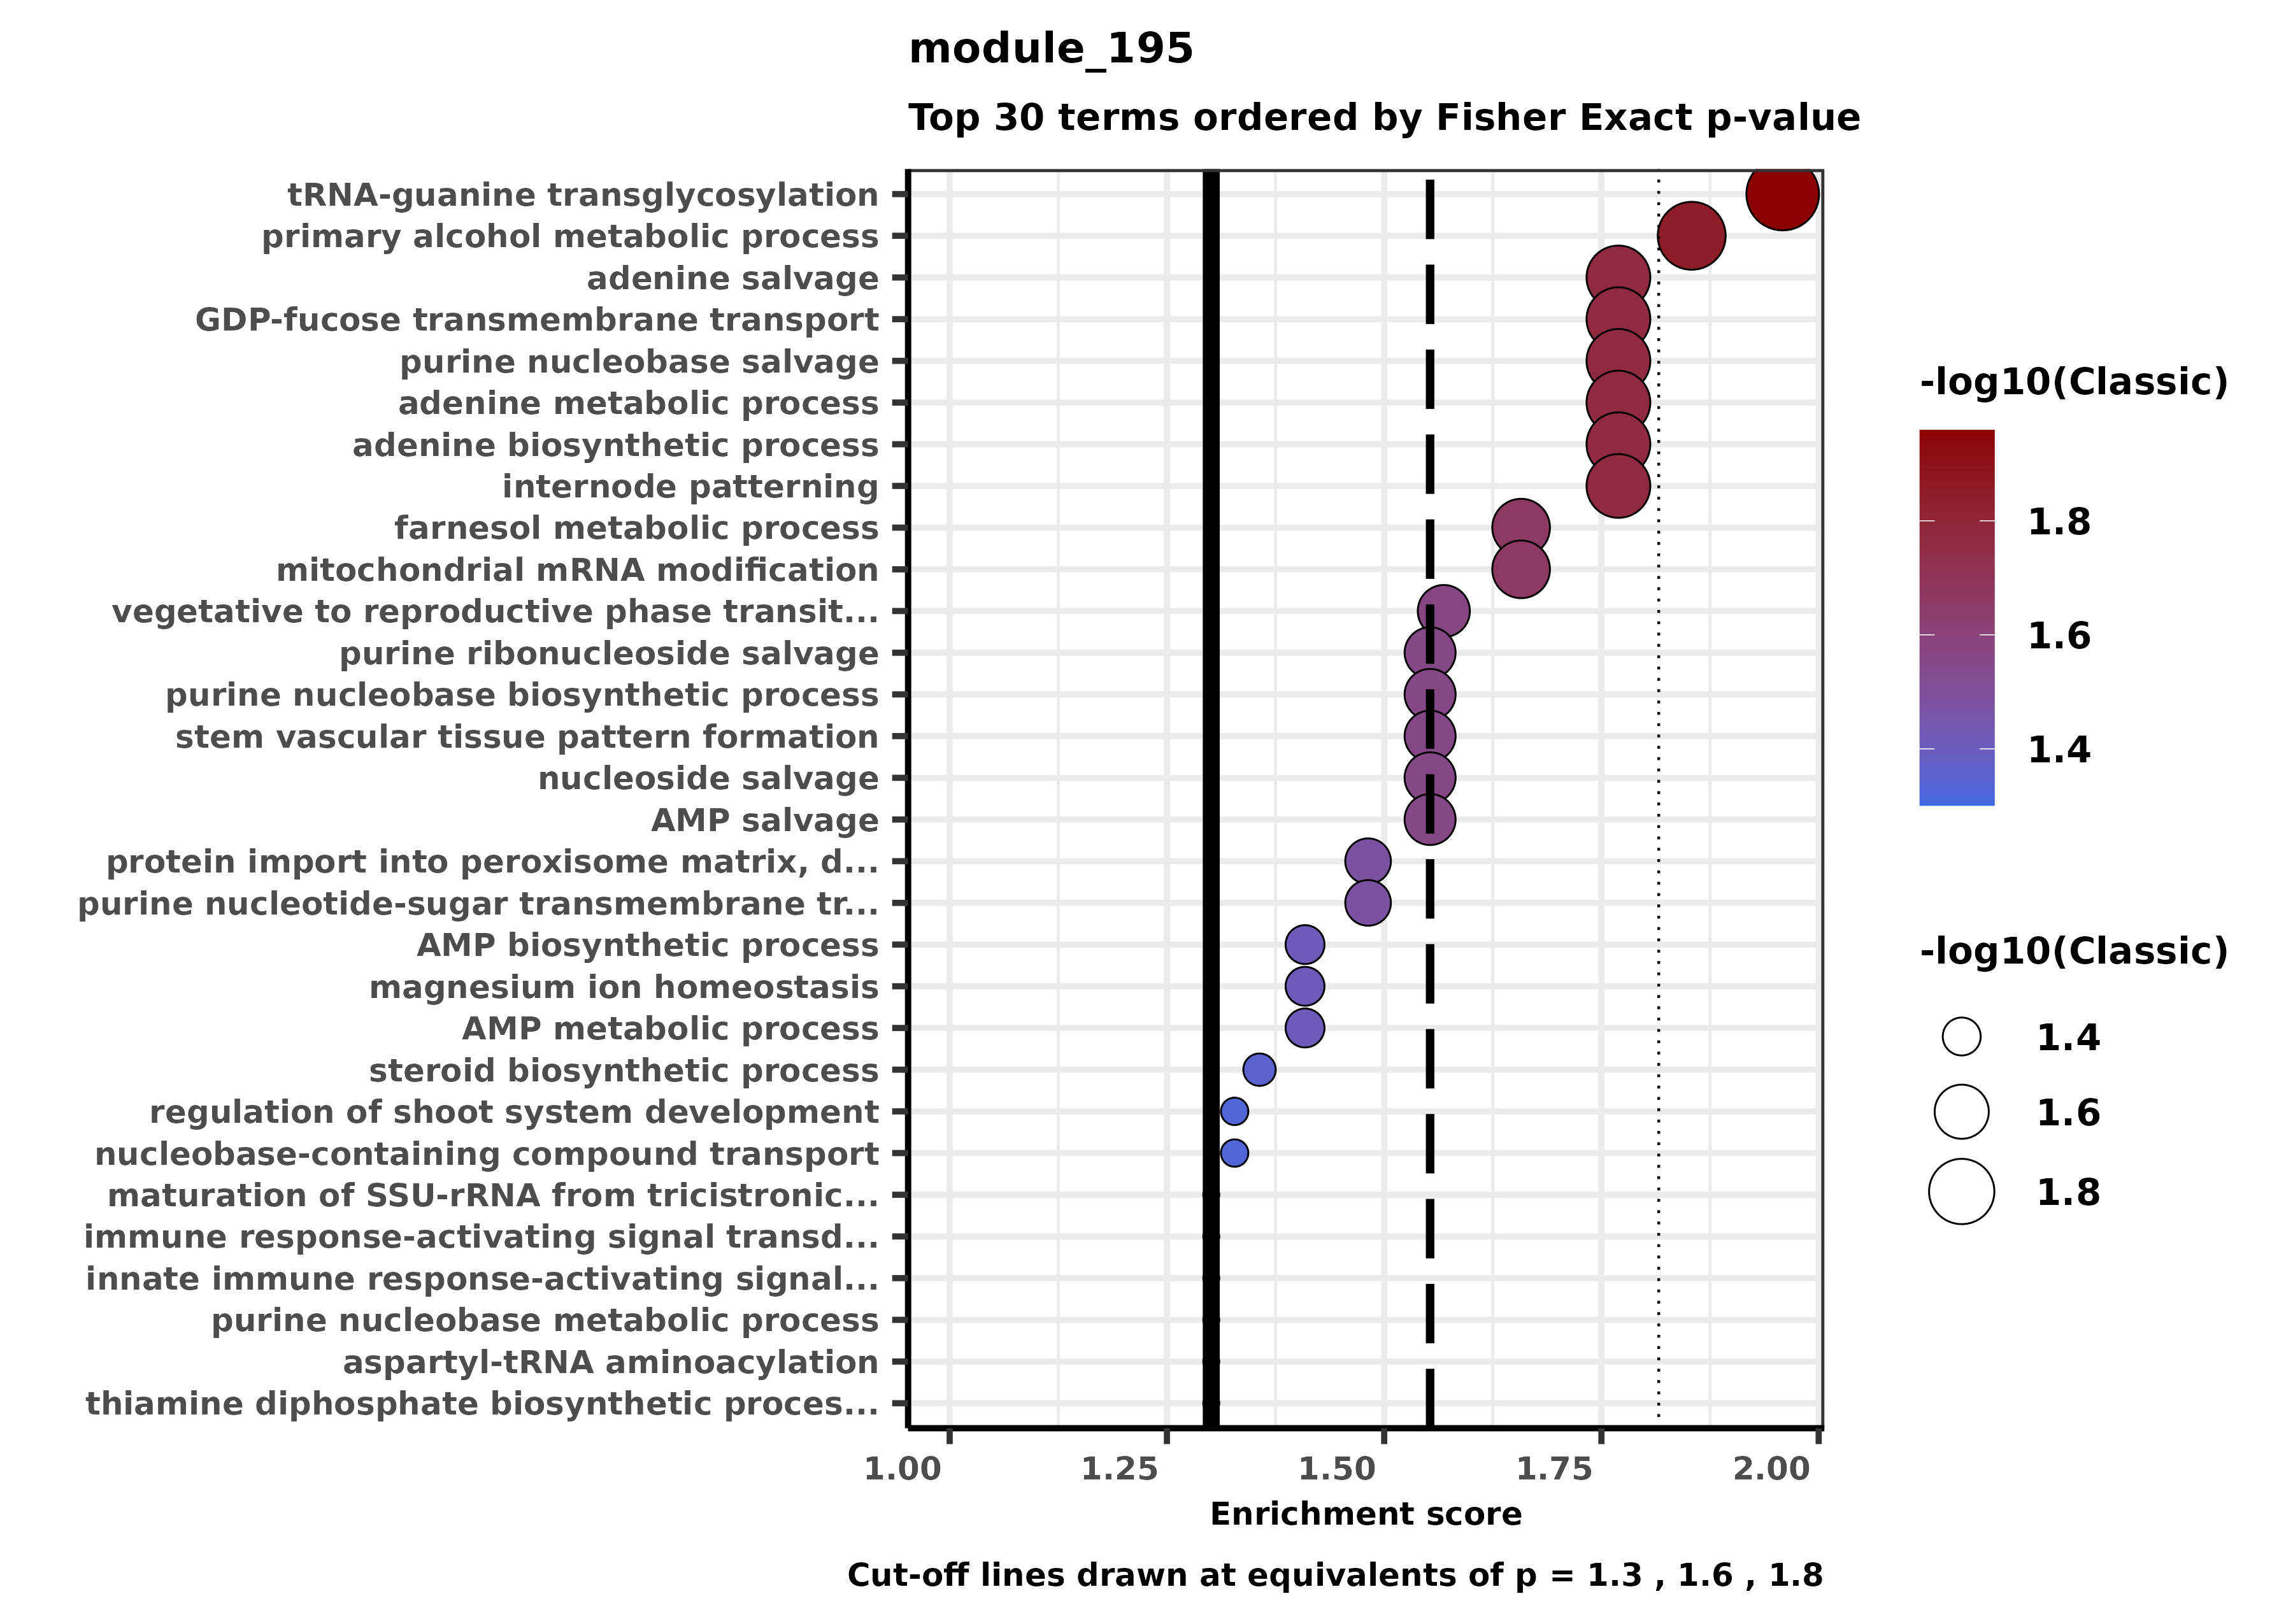 module_195
Top 30 terms ordered by Fisher Exact p-value
tRNA-guanine transglycosylation
primary alcohol metabolic process
adenine salvage
GDP-fucose transmembrane transport
purine nucleobase salvage
adenine metabolic process
adenine biosynthetic process
internode patterning
farnesol metabolic process
mitochondrial mRNA modification
vegetative to reproductive phase transit...
purine ribonucleoside salvage
purine nucleobase biosynthetic process
stem vascular tissue pattern formation
nucleoside salvage
AMP salvage
protein import into peroxisome matrix, d...
purine nucleotide-sugar transmembrane tr...
AMP biosynthetic process
magnesium ion homeostasis
AMP metabolic process
steroid biosynthetic process
regulation of shoot system development
nucleobase-containing compound transport
maturation of SSU-rRNA from tricistronic...
immune response-activating signal transd...
innate immune response-activating signal...
purine nucleobase metabolic process
aspartyl-tRNA aminoacylation
thiamine diphosphate biosynthetic proces...
1.00 1.25 1.50 1.75 2.00
Enrichment score
Cut-off lines drawn at equivalents of p = 1.3 , 1.6 , 1.8
-log10(Classic)
1.8
1.6
1.4
-log10(Classic)
1.4
1.6
1.8